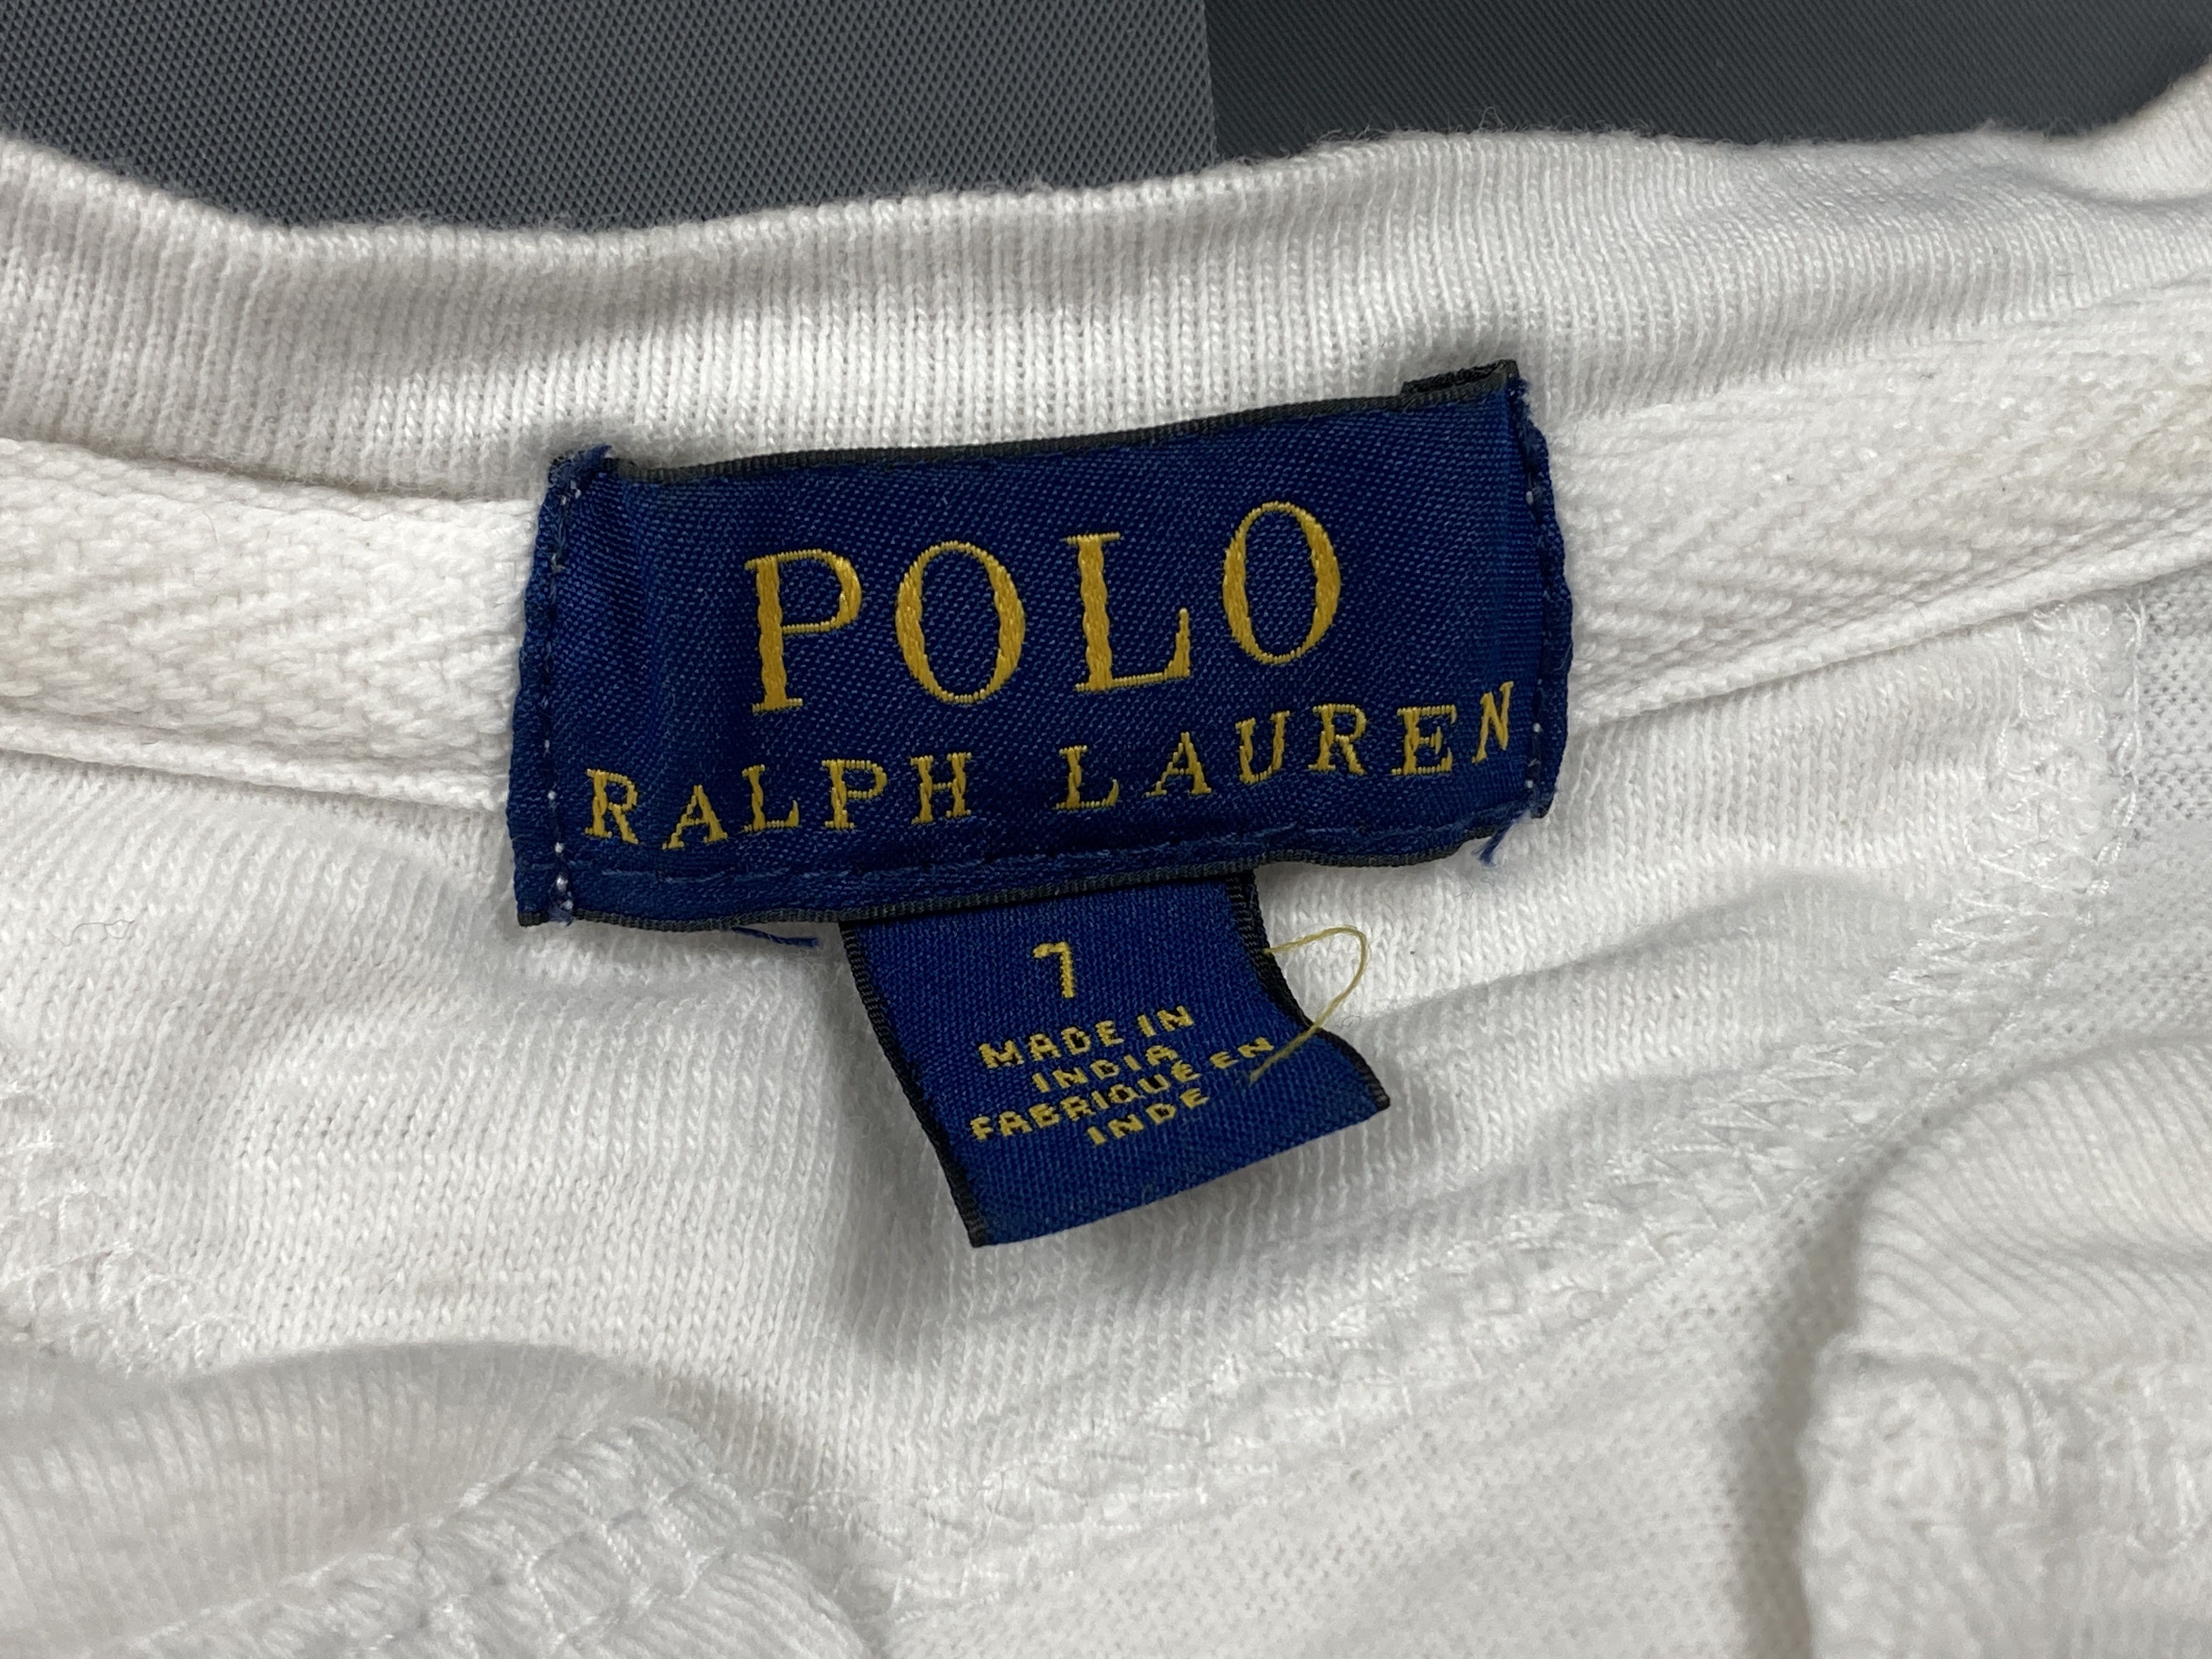 POLO
RALPH LAUREN
7
MADE IN
INDIA
FABRIQUÉ EN
INDE